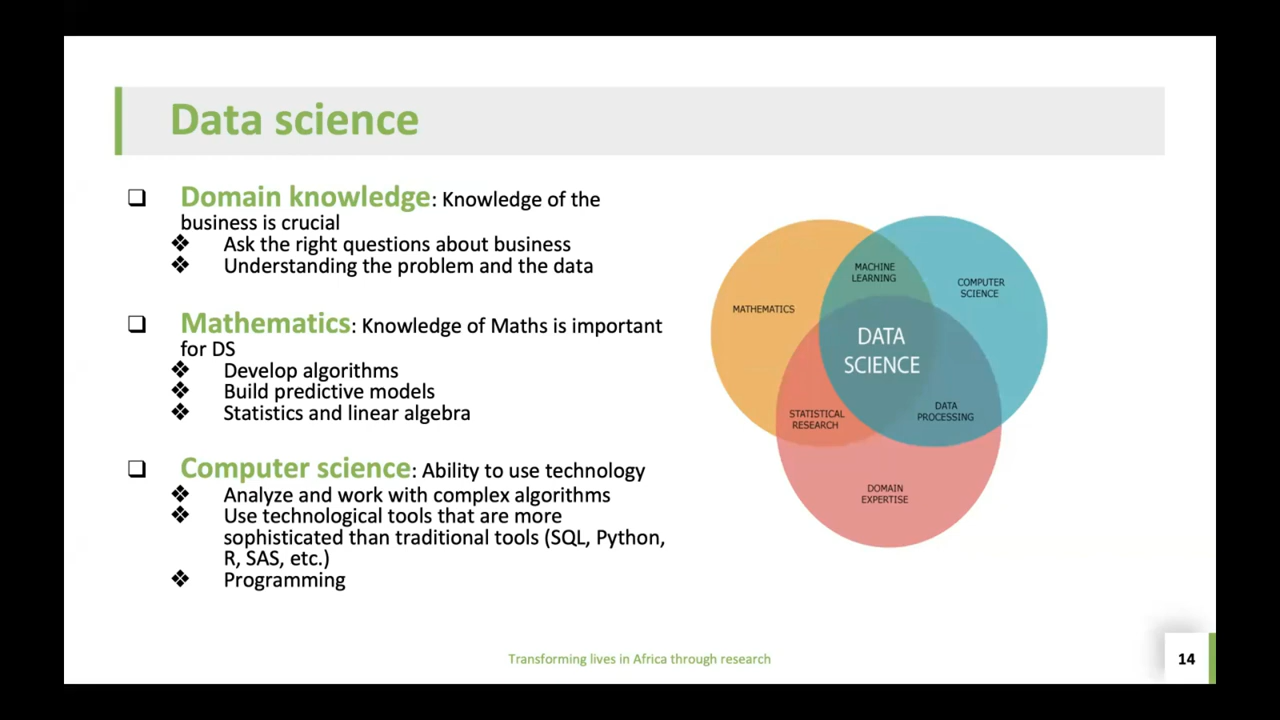 Data science
❑ Domain knowledge: Knowledge of the
business is crucial
❖ Ask the right questions about business
❖ Understanding the problem and the data
❑ Mathematics: Knowledge of Maths is important
for DS
❖ Develop algorithms
❖ Build predictive models
❖ Statistics and linear algebra
❑ Computer science: Ability to use technology
❖ Analyze and work with complex algorithms
❖ Use technological tools that are more
sophisticated than traditional tools (SQL, Python,
R, SAS, etc.)
❖ Programming
MACHINE
LEARNING
COMPUTER
SCIENCE
MATHEMATICS
DATA
SCIENCE
STATISTICAL
RESEARCH
DATA
PROCESSING
DOMAIN
EXPERTISE
Transforming lives in Africa through research
14